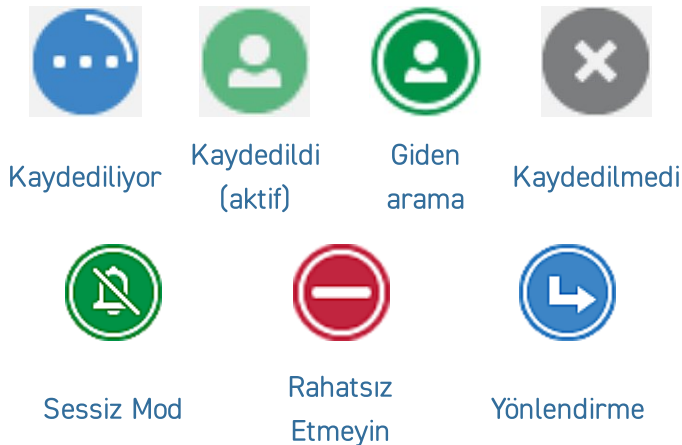 Kaydediliyor
Kaydedildi
(aktif)
Giden
arama
Kaydedilmedi
Sessiz Mod
Rahatsız
Etmeyin
Yönlendirme